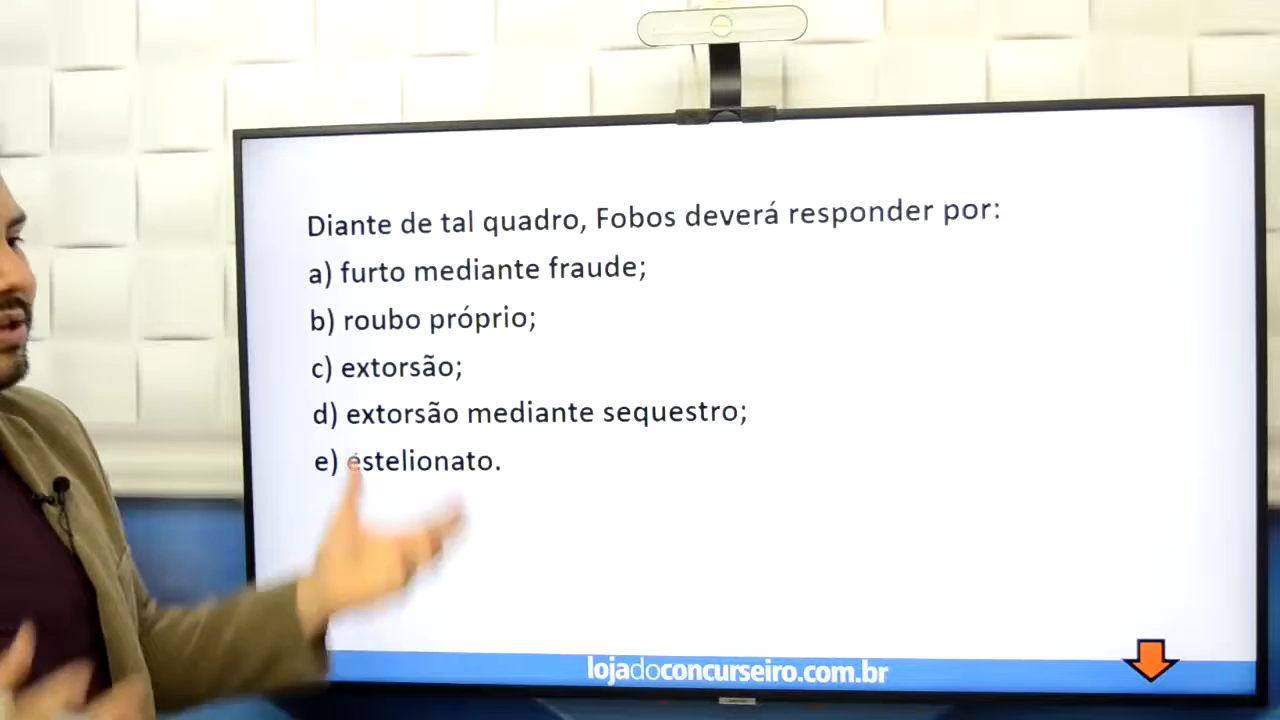 Diante de tal quadro, Fobos deverá responder por:
a) furto mediante fraude;
b) roubo próprio;
c) extorsão;
d) extorsão mediante sequestro;
e) estelionato.
lojadoconcurseiro.com.br